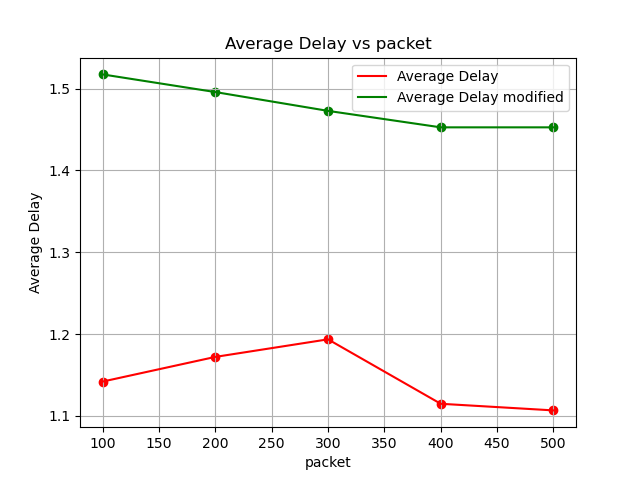 Average Delay vs packet
Average Delay
Average Delay modified
1.5
1.4
1.3
1.2
1.1
Average Delay
100 150 200 250 300 350 400 450 500
packet